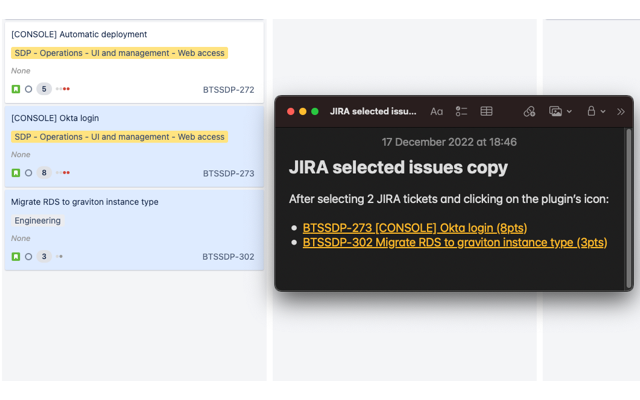 [CONSOLE] Automatic deployment
SDP - Operations - UI and management - Web access
None
5
BTSSDP-272
[CONSOLE] Okta login
SDP - Operations - UI and management - Web access
None
8
BTSSDP-273
Migrate RDS to graviton instance type
Engineering
None
3
BTSSDP-302
JIRA selected issu...
Aa
17 December 2022 at 18:46
JIRA selected issues copy
After selecting 2 JIRA tickets and clicking on the plugin's icon:
BTSSDP-273 [CONSOLE] Okta login (8pts)
BTSSDP-302 Migrate RDS to graviton instance type (3pts)